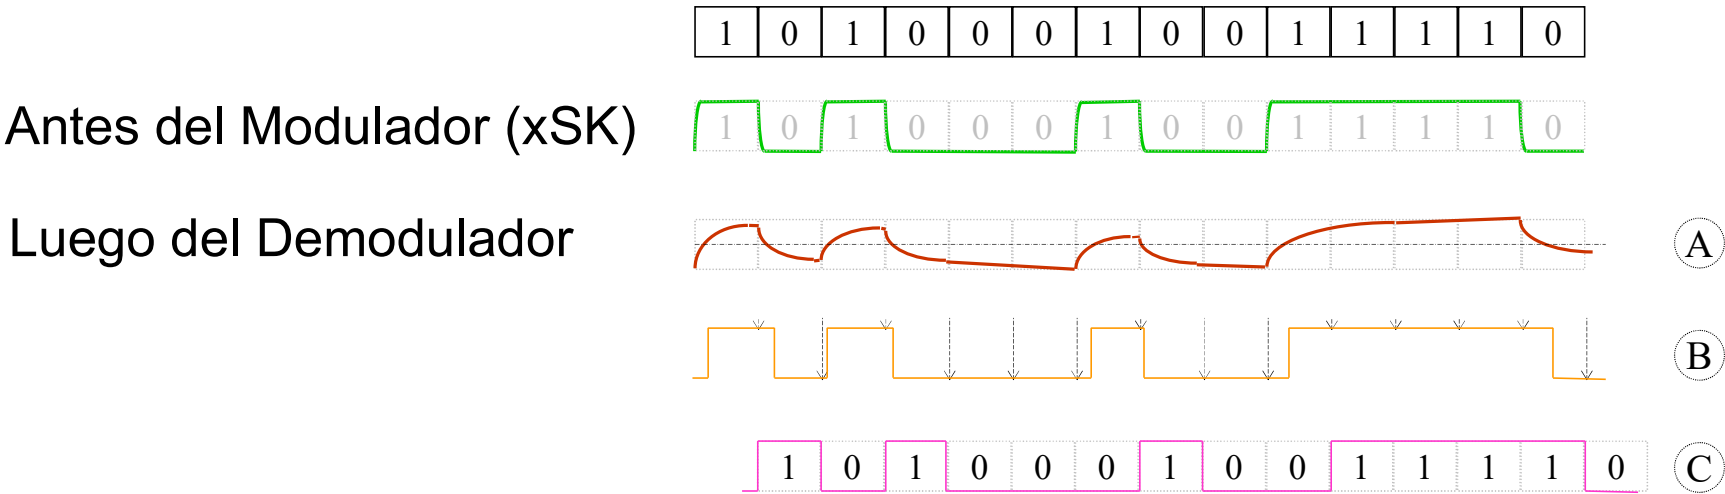 1 0 1 0 0 0 1 0 0 1 1 1 1 0
Antes del Modulador (xSK) 1 0 1 0 0 0 1 0 0 1 1 1 1 0
Luego del Demodulador A
B
1 0 1 0 0 0 1 0 0 1 1 1 1 0 C